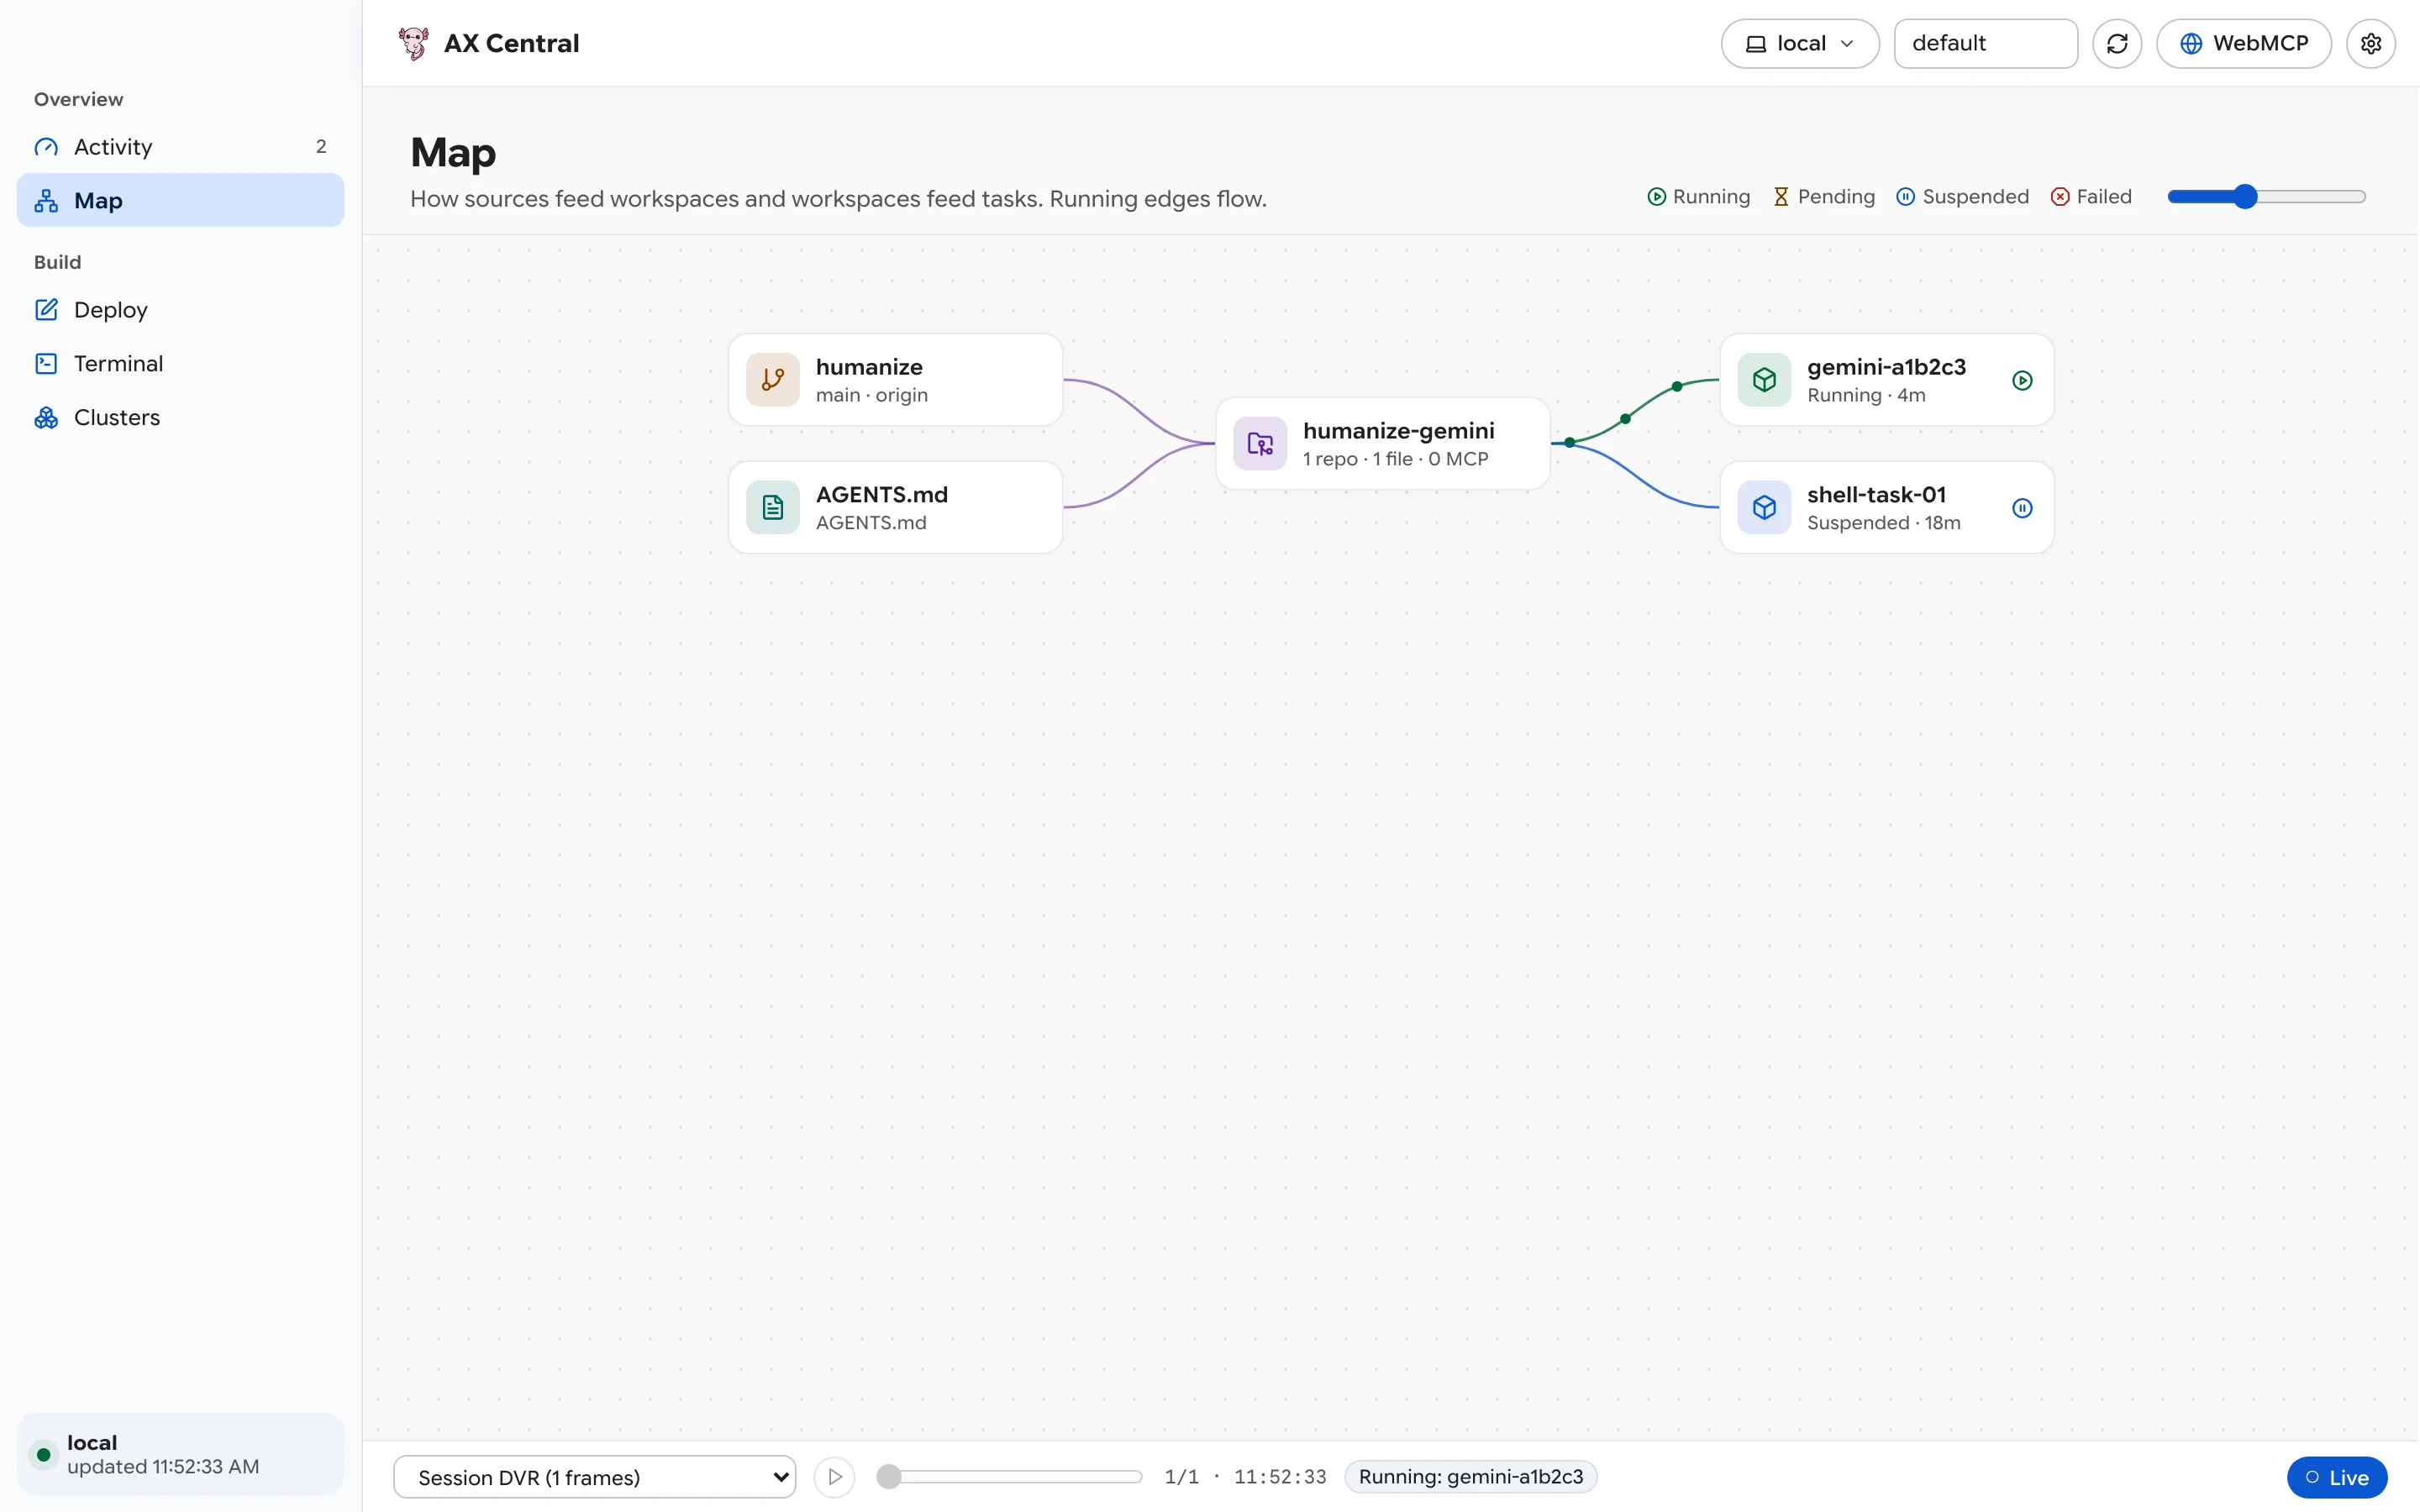 AX Central
local
default
WebMCP
Overview
Activity 2
Map
Build
Deploy
Terminal
Clusters
local
updated 11:52:33 AM
Map
How sources feed workspaces and workspaces feed tasks. Running edges flow.
Running
Pending
Suspended
Failed
humanize
main · origin
AGENTS.md
AGENTS.md
humanize-gemini
1 repo · 1 file · 0 MCP
gemini-a1b2c3
Running · 4m
shell-task-01
Suspended · 18m
Session DVR (1 frames)
1/1 · 11:52:33
Running: gemini-a1b2c3
Live